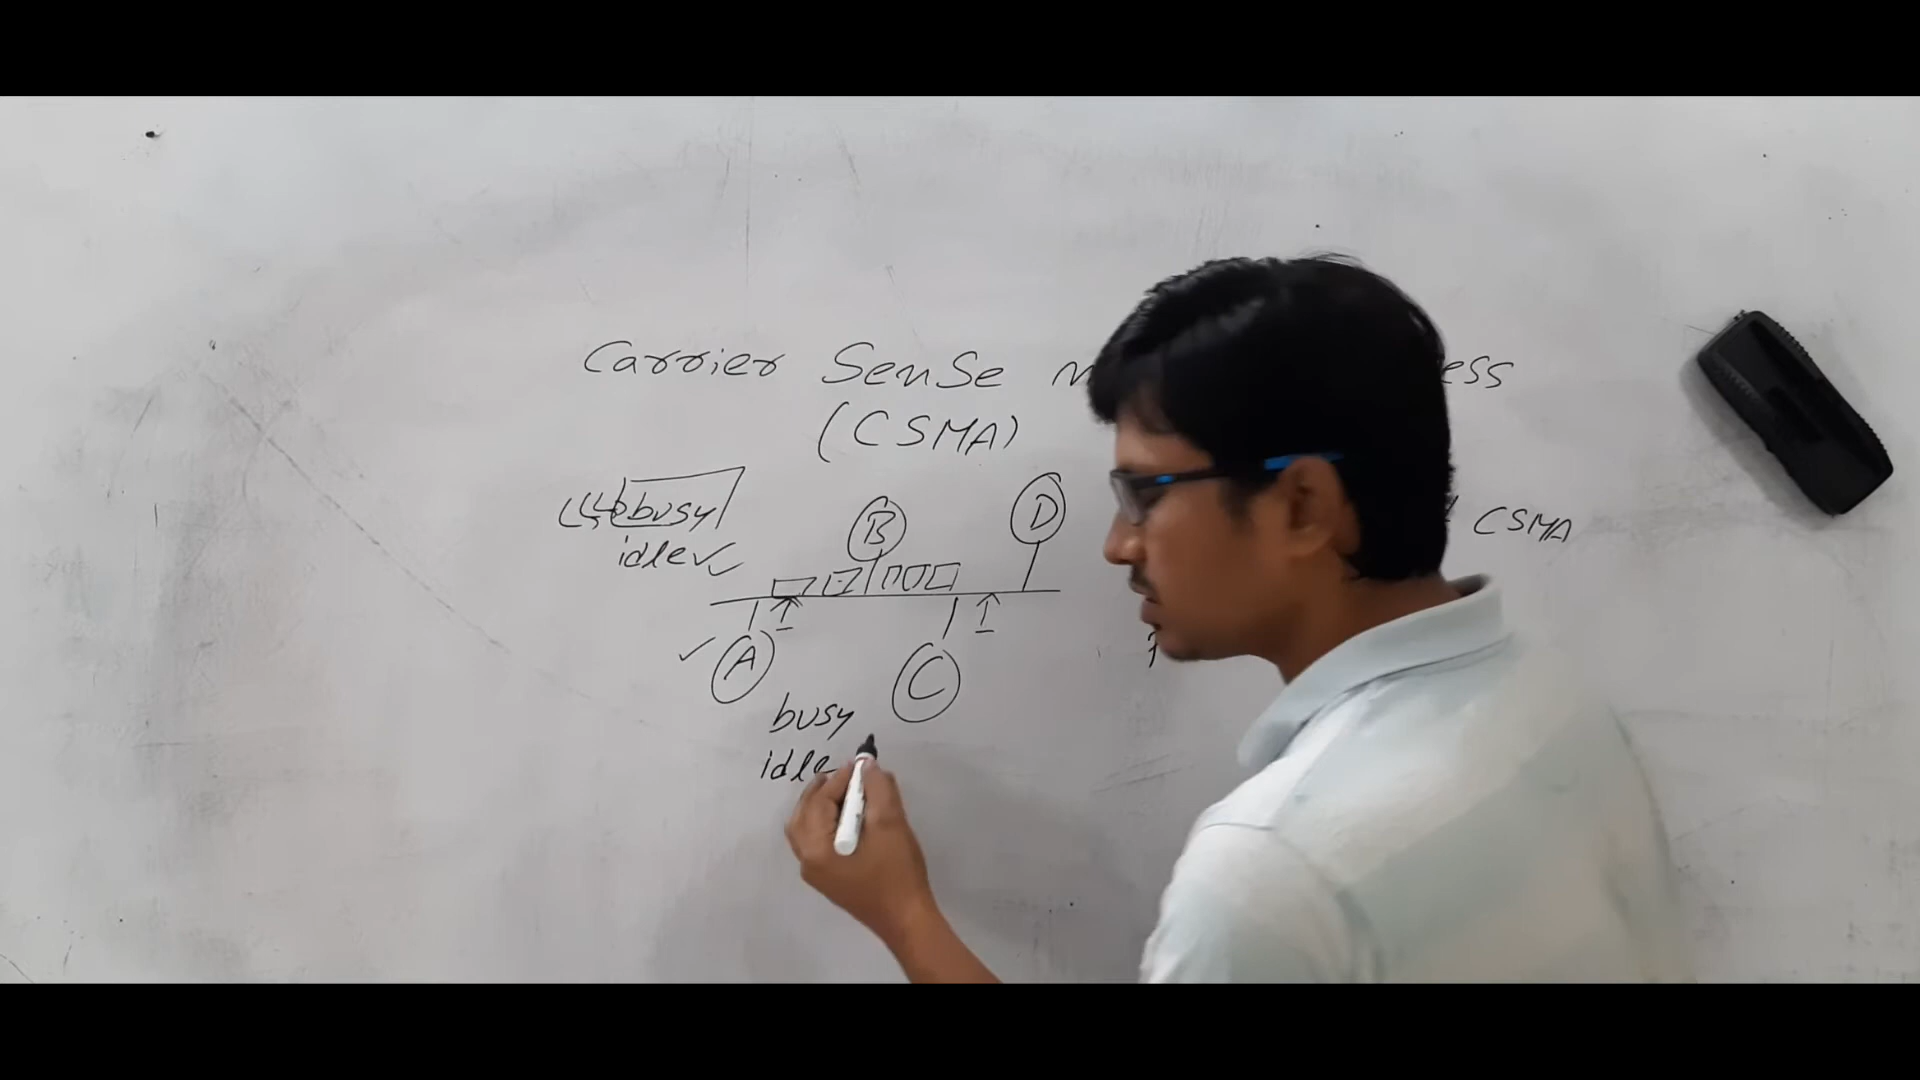 Carrier Sense
(CSMA)
busy
idle
B
D
CSMA
A
C
busy
idle